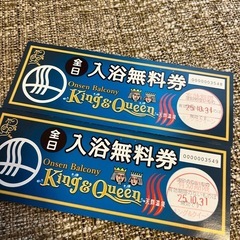 全日
入浴無料券
0000003549
Onsen Balcony
King&Queen
25.10.31
全日
入浴無料券
0000003549
Onsen Balcony
King&Queen
25.10.31